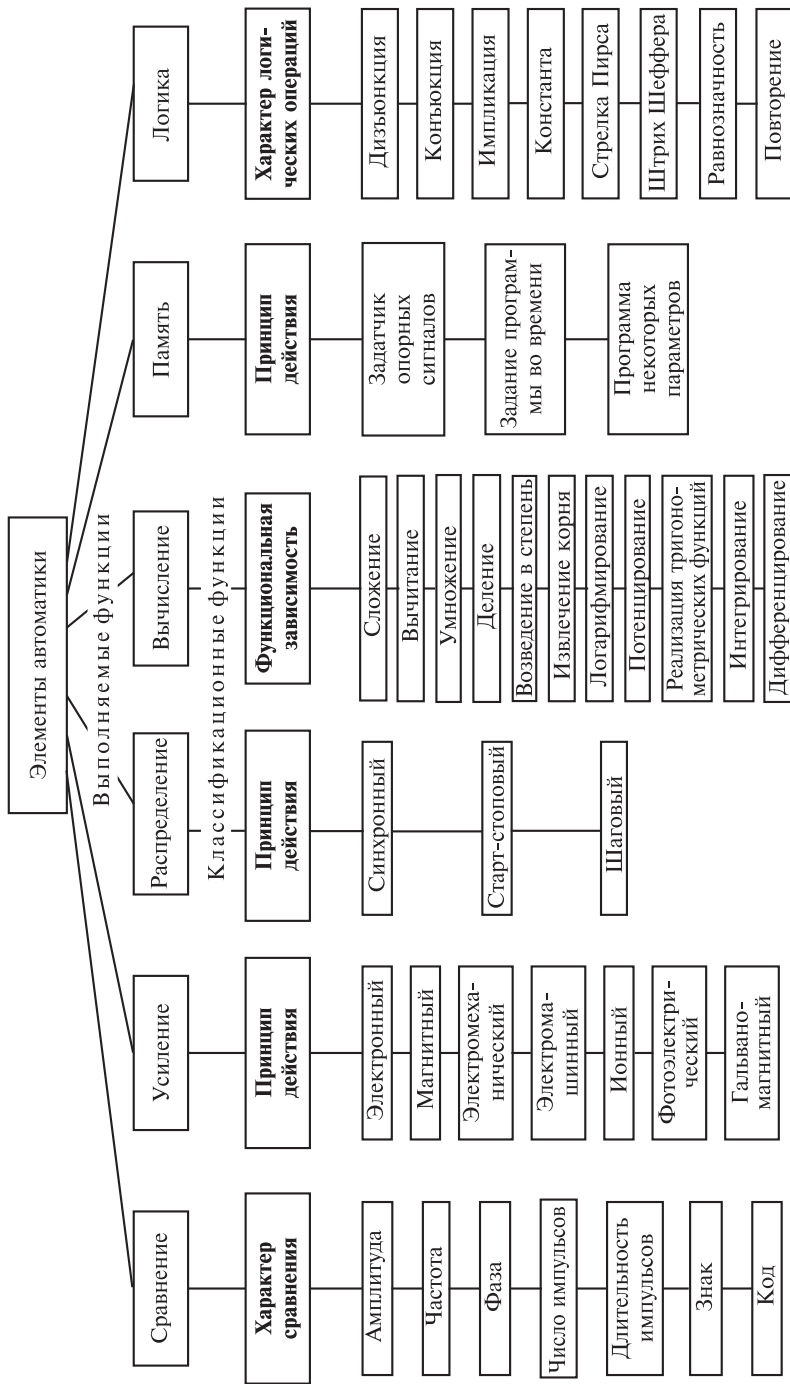 Элементы автоматики
Выполняемые функции
Сравнение
Усиление
Распределение
Вычисление
Память
Логика
Классификационные функции
Характер
сравнения
Принцип
действия
Принцип
действия
Функциональная
зависимость
Принцип
действия
Характер логи-
ческих операций
Амплитуда
Частота
Фаза
Число импульсов
Длительность
импульсов
Знак
Код
Электронный
Магнитный
Электромеха-
нический
Электрома-
шинный
Ионный
Фотоэлектри-
ческий
Гальвано-
магнитный
Синхронный
Старт-стоповый
Шаговый
Сложение
Вычитание
Умножение
Деление
Возведение в степень
Извлечение корня
Логарифмирование
Потенцирование
Реализация тригоно-
метрических функций
Интегрирование
Дифференцирование
Задатчик
опорных
сигналов
Задание програм-
мы во времени
Программа
некоторых
параметров
Дизъюнкция
Конъюкция
Импликация
Константа
Стрелка Пирса
Штрих Шеффера
Равнозначность
Повторение